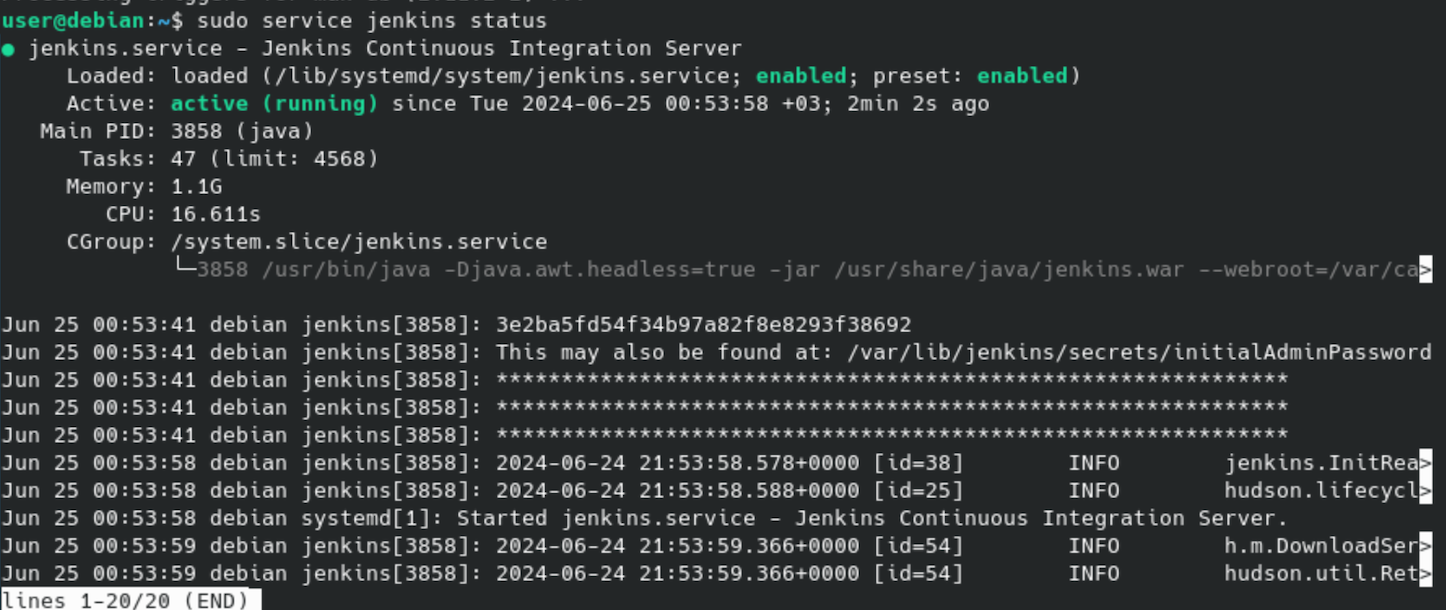 user@debian:~$ sudo service jenkins status
● jenkins.service - Jenkins Continuous Integration Server
Loaded: loaded (/lib/systemd/system/jenkins.service; enabled; preset: enabled)
Active: active (running) since Tue 2024-06-25 00:53:58 +03; 2min 2s ago
Main PID: 3858 (java)
Tasks: 47 (limit: 4568)
Memory: 1.1G
CPU: 16.611s
CGroup: /system.slice/jenkins.service
└─3858 /usr/bin/java -Djava.awt.headless=true -jar /usr/share/java/jenkins.war --webroot=/var/ca>
Jun 25 00:53:41 debian jenkins[3858]: 3e2ba5fd54f34b97a82f8e8293f38692
Jun 25 00:53:41 debian jenkins[3858]: This may also be found at: /var/lib/jenkins/secrets/initialAdminPassword
Jun 25 00:53:41 debian jenkins[3858]: *************************************************************
Jun 25 00:53:41 debian jenkins[3858]: *************************************************************
Jun 25 00:53:41 debian jenkins[3858]: *************************************************************
Jun 25 00:53:58 debian jenkins[3858]: 2024-06-24 21:53:58.578+0000 [id=38] INFO jenkins.InitRea>
Jun 25 00:53:58 debian jenkins[3858]: 2024-06-24 21:53:58.588+0000 [id=25] INFO hudson.lifecycl>
Jun 25 00:53:58 debian systemd[1]: Started jenkins.service - Jenkins Continuous Integration Server.
Jun 25 00:53:59 debian jenkins[3858]: 2024-06-24 21:53:59.366+0000 [id=54] INFO h.m.DownloadSer>
Jun 25 00:53:59 debian jenkins[3858]: 2024-06-24 21:53:59.366+0000 [id=54] INFO hudson.util.Ret>
lines 1-20/20 (END)